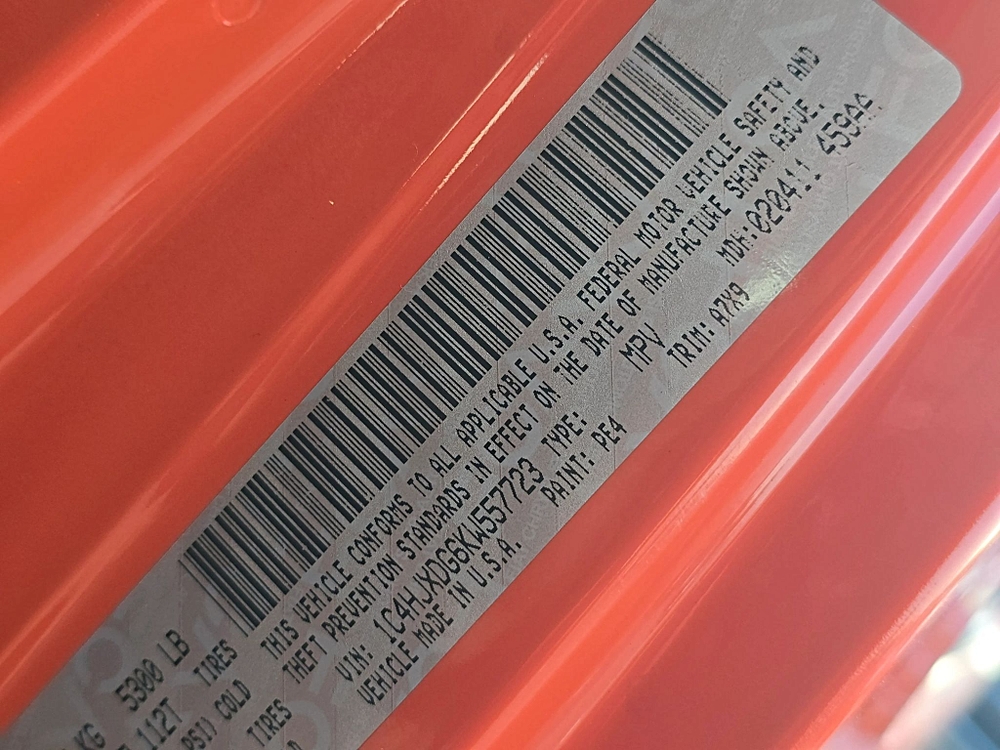 KG 5300 LB
112T TIRES
PSI) COLD
TIRES
THIS VEHICLE CONFORMS TO ALL APPLICABLE U.S.A. FEDERAL MOTOR VEHICLE SAFETY AND
THEFT PREVENTION STANDARDS IN EFFECT ON THE DATE OF MANUFACTURE SHOWN ABOVE.
VIN: 1C4HJXDG6KW557723 TYPE: MPV MDH: 020411 459AA
VEHICLE MADE IN U.S.A. PAINT: PE4 TRIM: A7X9